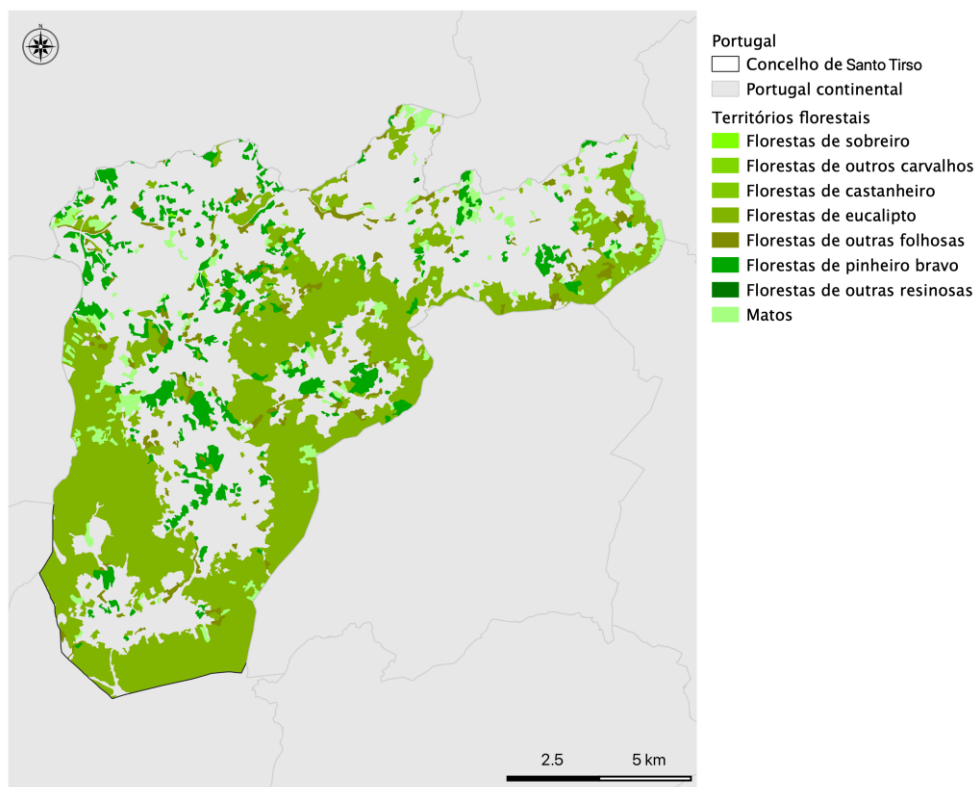 N
Portugal
Concelho de Santo Tirso
Portugal continental
Territórios florestais
Florestas de sobreiro
Florestas de outros carvalhos
Florestas de castanheiro
Florestas de eucalipto
Florestas de outras folhosas
Florestas de pinheiro bravo
Florestas de outras resinosas
Matos
2.5 5 km